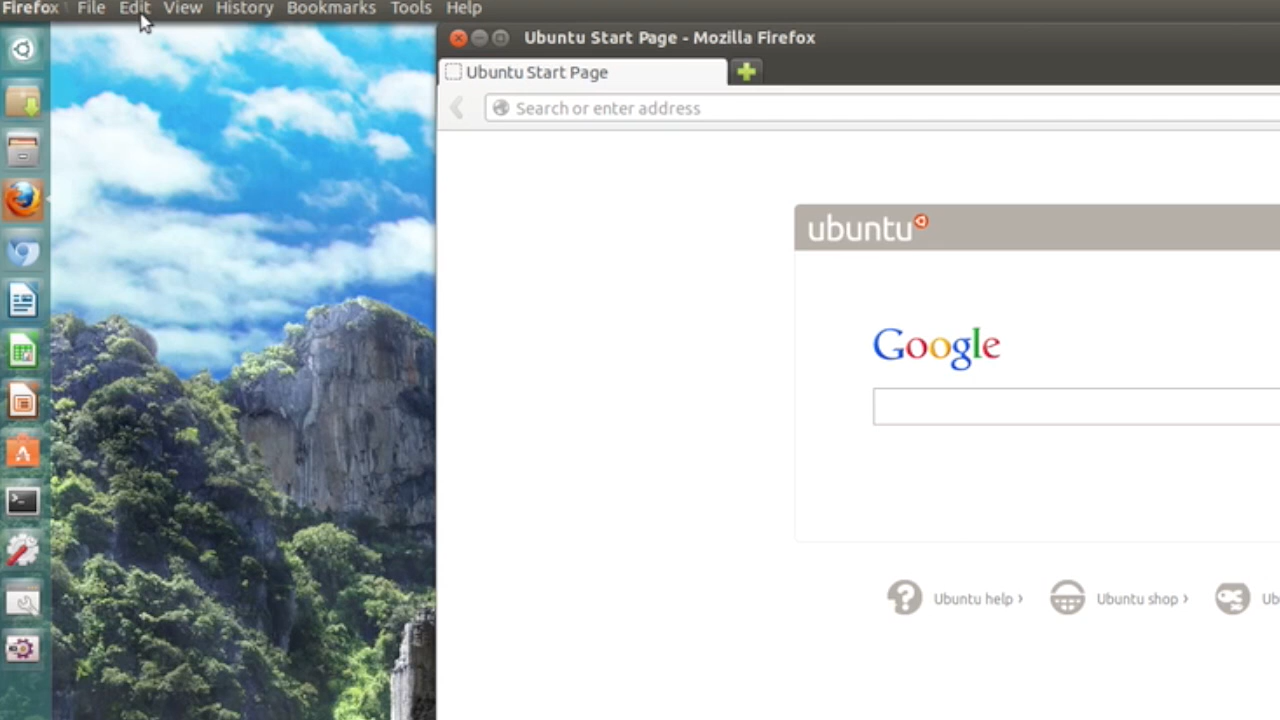 Firefox File Edit View History Bookmarks Tools Help
Ubuntu Start Page - Mozilla Firefox
Ubuntu Start Page
Search or enter address
ubuntu
Google
Ubuntu help › Ubuntu shop › Ub